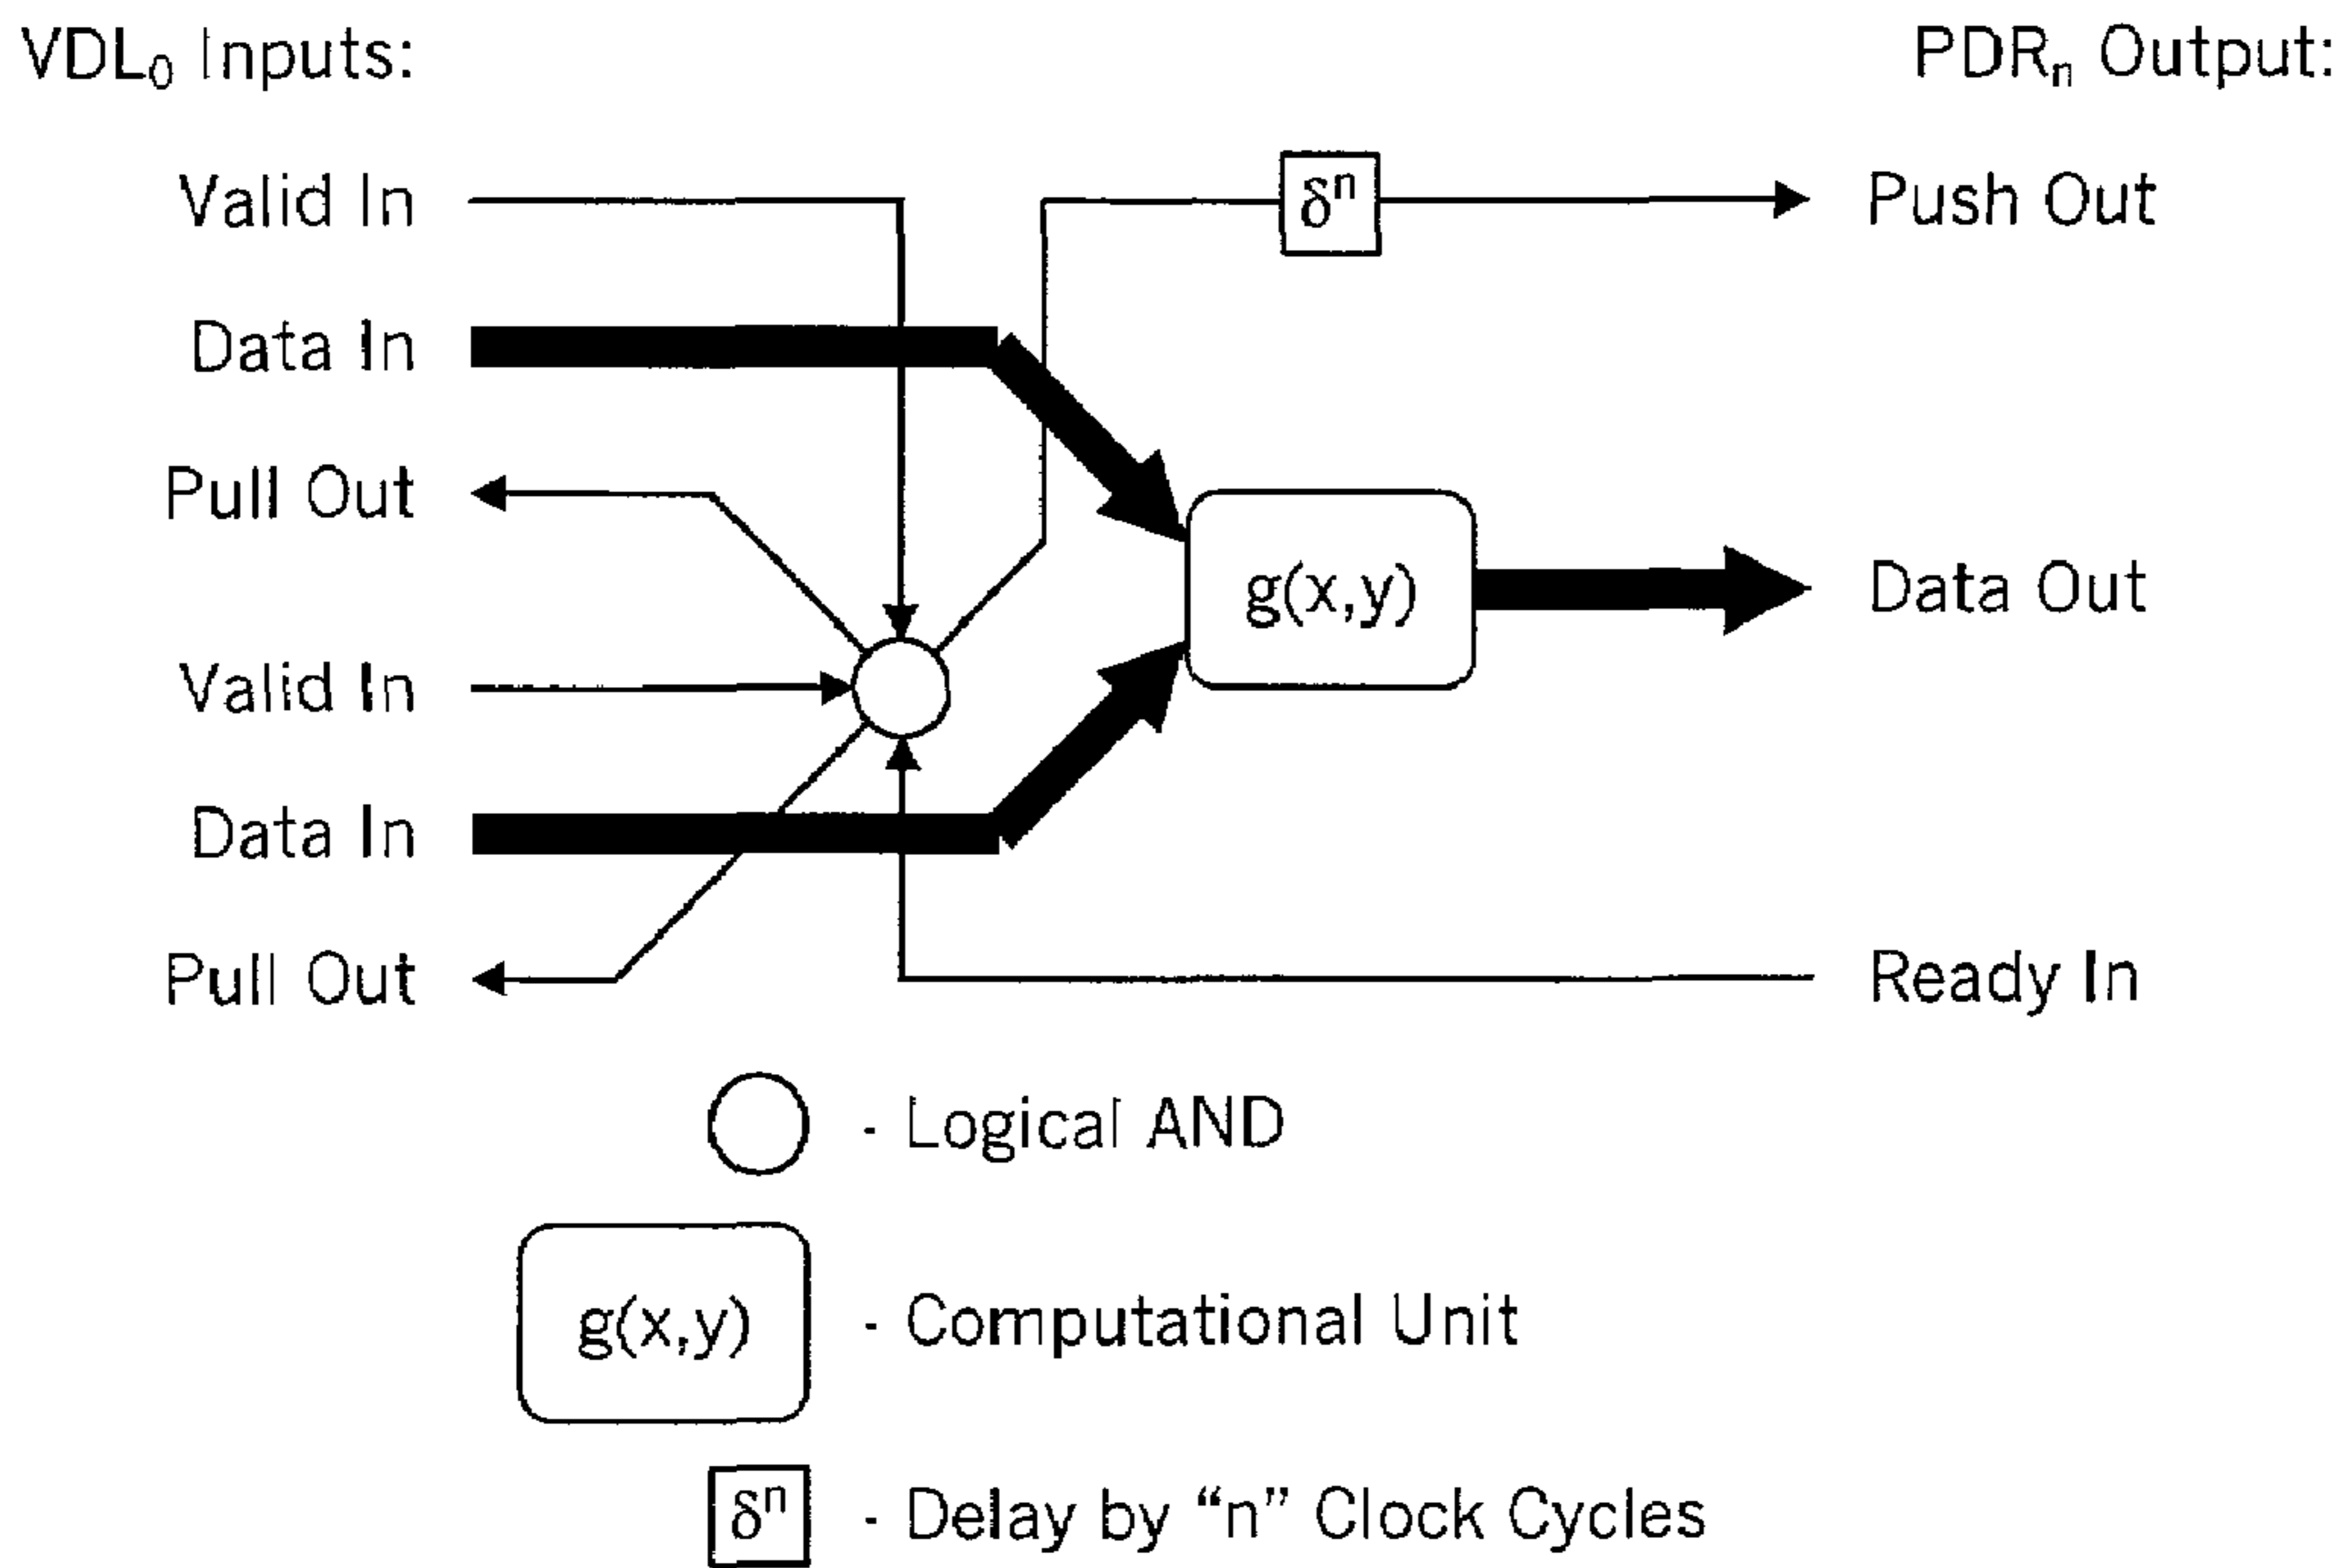 VDL₀ Inputs:
PDRₙ Output:
Valid In
δⁿ
Push Out
Data In
Pull Out
g(x,y)
Data Out
Valid In
Data In
Pull Out
Ready In
- Logical AND
g(x,y) - Computational Unit
δⁿ - Delay by “n” Clock Cycles